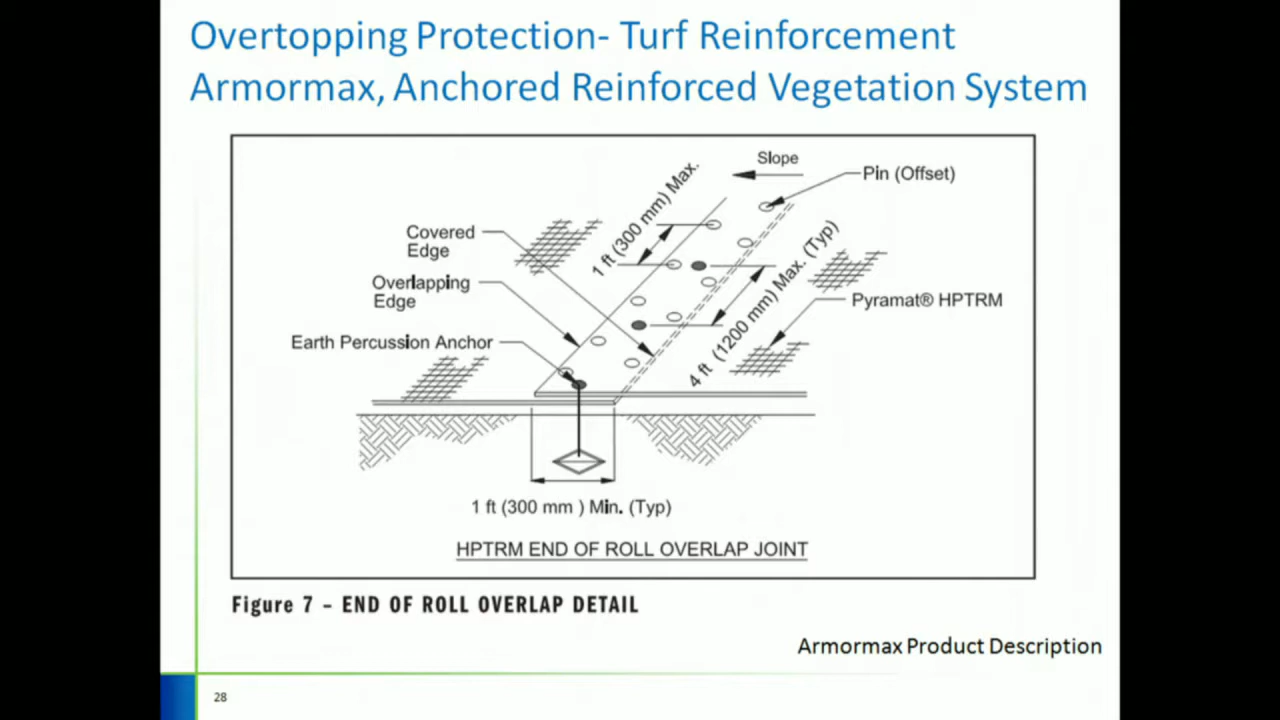 Overtopping Protection- Turf Reinforcement
Armormax, Anchored Reinforced Vegetation System
Slope
Pin (Offset)
1 ft (300 mm) Max.
Covered
Edge
4 ft (1200 mm) Max. (Typ)
Overlapping
Edge
Pyramat® HPTRM
Earth Percussion Anchor
1 ft (300 mm ) Min. (Typ)
HPTRM END OF ROLL OVERLAP JOINT
Figure 7 – END OF ROLL OVERLAP DETAIL
Armormax Product Description
28